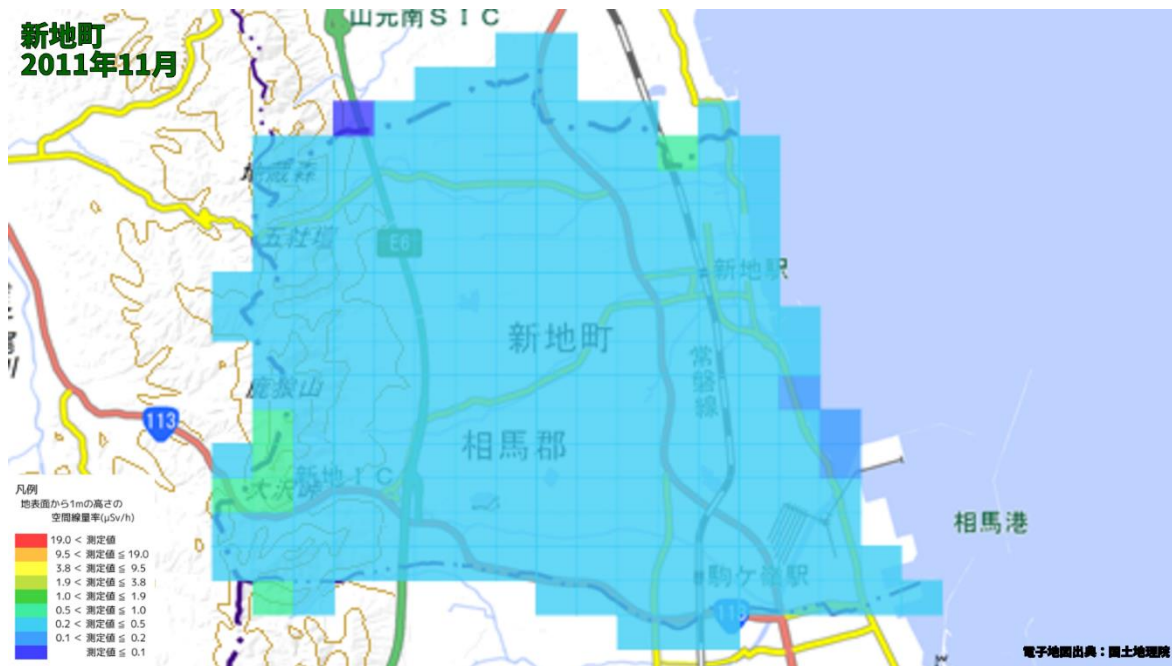 新地町
2011年11月
山元南ＳＩＣ
地蔵森
五社壇
E6
新地駅
新地町
常磐線
鹿狼山
113
相馬郡
新地ＩＣ
大沢峠
相馬港
駒ケ嶺駅
113
凡例
地表面から1mの高さの
空間線量率(μSv/h)
19.0 < 測定値
9.5 < 測定値 ≦ 19.0
3.8 < 測定値 ≦ 9.5
1.9 < 測定値 ≦ 3.8
1.0 < 測定値 ≦ 1.9
0.5 < 測定値 ≦ 1.0
0.2 < 測定値 ≦ 0.5
0.1 < 測定値 ≦ 0.2
測定値 ≦ 0.1
電子地図出典：国土地理院